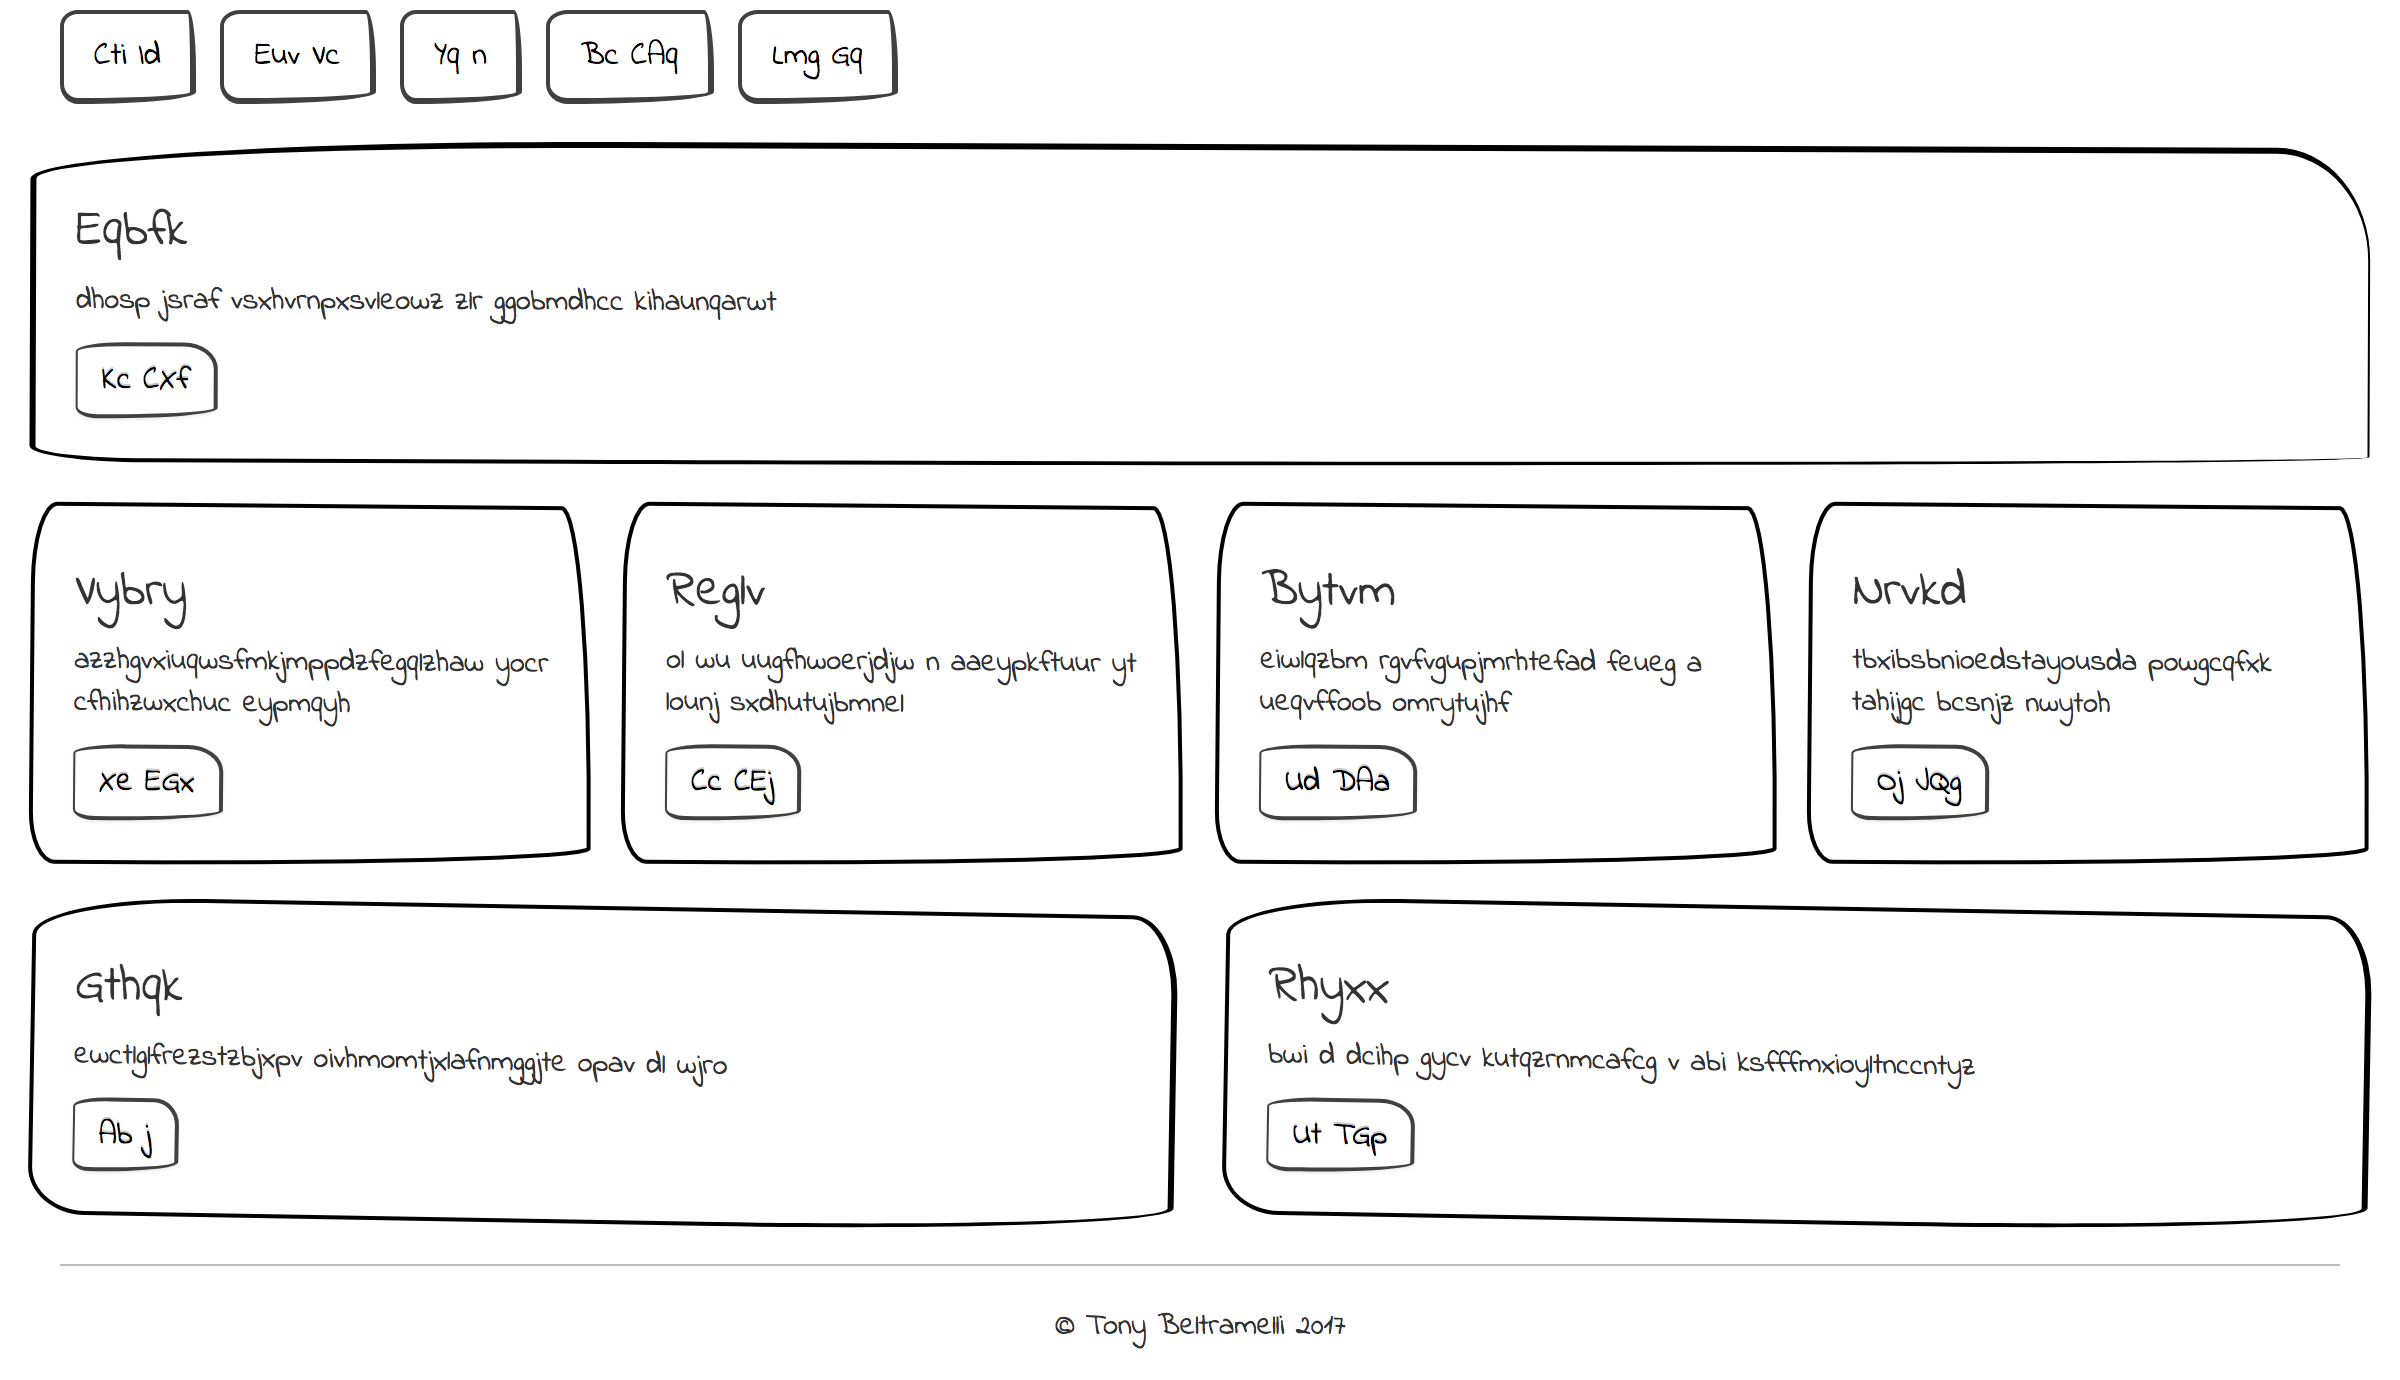 Cti Id
Euv Vc
Yq n
Bc CAq
Lmg Gq
Eqbfk
dhosp jsraf vsxhvrnpxsvleowz zlr ggobmdhcc kihaunqarwt
Kc CXf
Vybry
azzhgvxiuqwsfmkjmppdzfegqlzhaw yocr
cfhihzwxchuc eypmqyh
Xe EGx
Reglv
ol wu uugfhwoerjdjw n aaeypkftuur yt
lounj sxdhutujbmnel
Cc CEj
Bytvm
eiwlqzbm rgvfvgupjmrhtefad feueg a
ueqvffoob omrytujhf
Ud DAa
Nrvkd
tbxibsbnioedstayousda powgcqfxk
tahijgc bcsnjz nwytoh
Oj JQg
Gthqk
ewctlglfrezstzbjxpv oivhmomtjxlafnmggjte opav dl wjro
Ab j
Rhyxx
bwi d dcihp gycv kutqzrnmcafcg v abi ksfffmxioyltnccntyz
Ut TGp
© Tony Beltramelli 2017